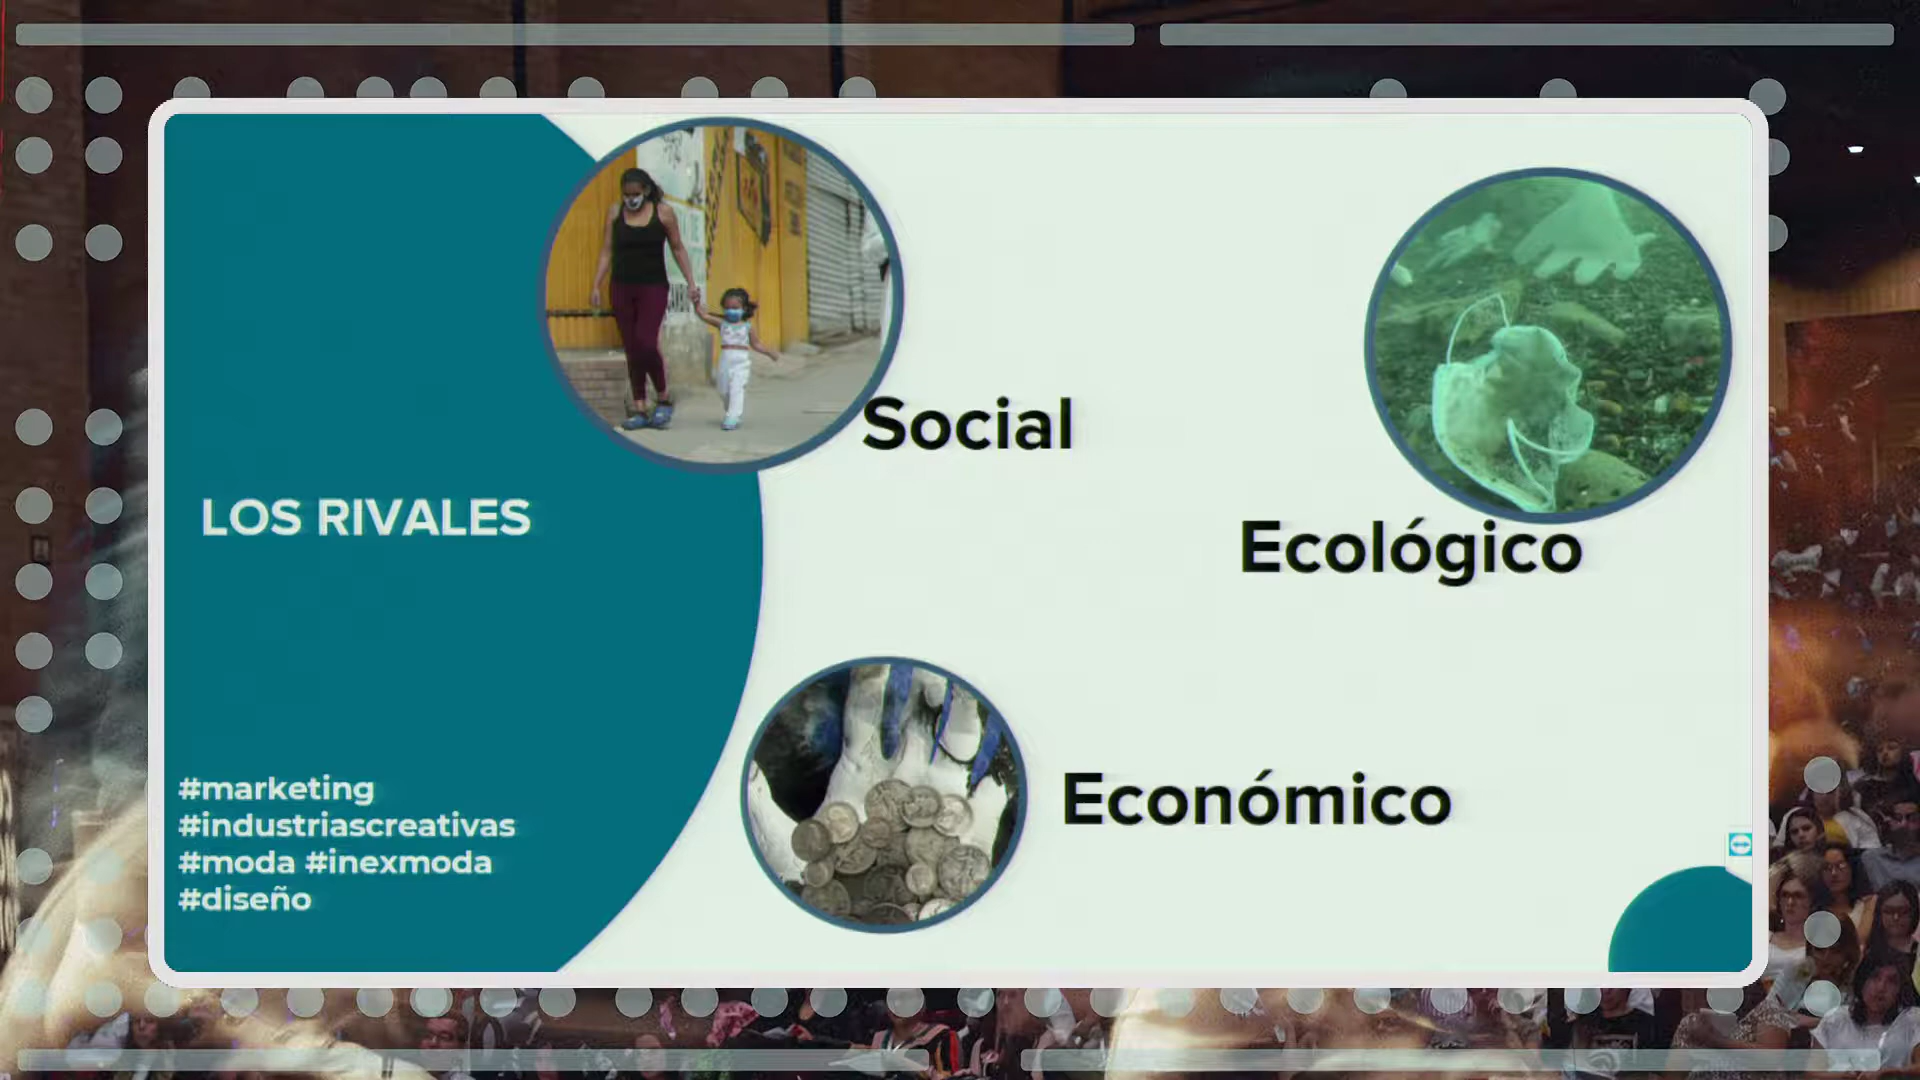 LOS RIVALES
Social
Ecológico
Económico
#marketing
#industriascreativas
#moda #inexmoda
#diseño